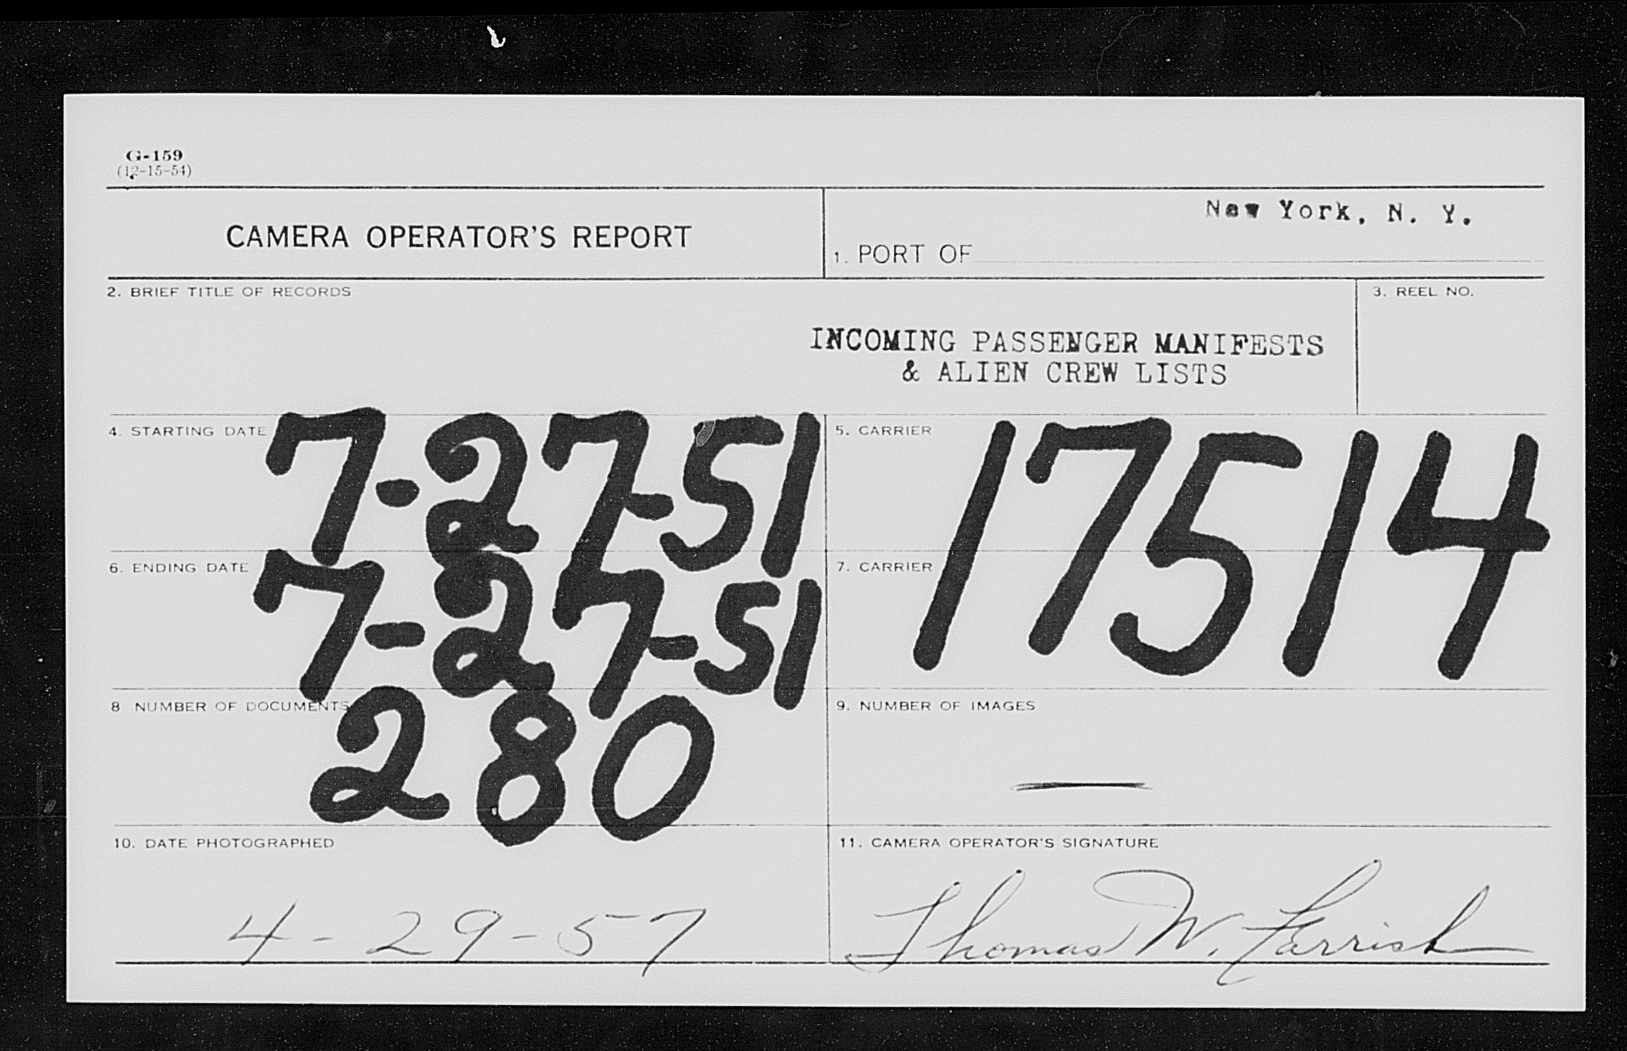 G-159
(12-15-54)
CAMERA OPERATOR'S REPORT
New York, N. Y.
1. PORT OF
2. BRIEF TITLE OF RECORDS
INCOMING PASSENGER MANIFESTS
& ALIEN CREW LISTS
3. REEL NO.
4. STARTING DATE
7-27-51
5. CARRIER
17514
6. ENDING DATE
7-27-51
7. CARRIER
8 NUMBER OF DOCUMENTS
280
9. NUMBER OF IMAGES
—
10. DATE PHOTOGRAPHED
4-29-57
11. CAMERA OPERATOR'S SIGNATURE
Thomas W. Farrish